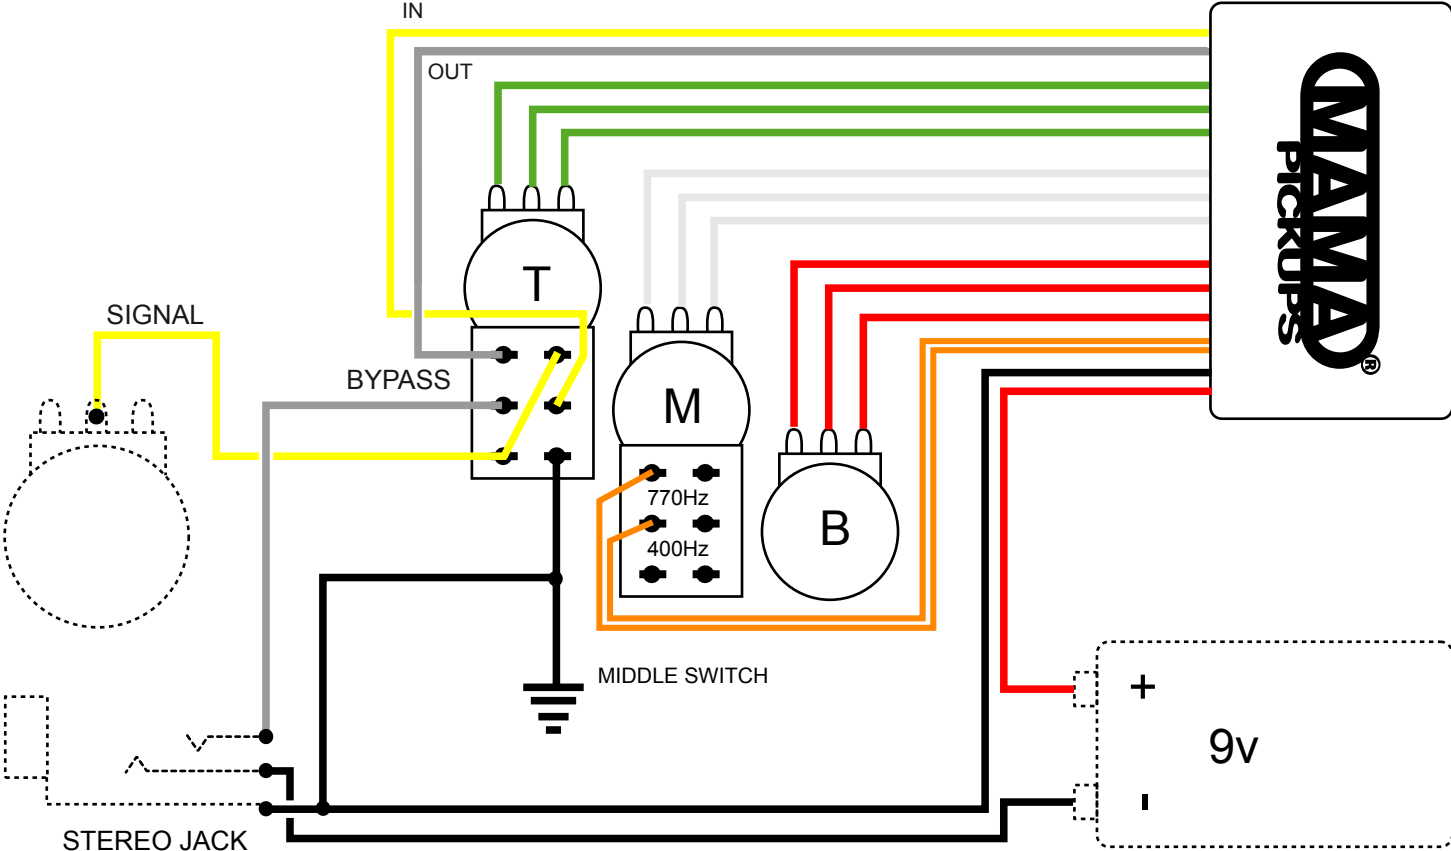 IN
OUT
MAMA
PICKUPS
®
T
SIGNAL
BYPASS
M
770Hz
400Hz
B
MIDDLE SWITCH
+
9v
-
STEREO JACK